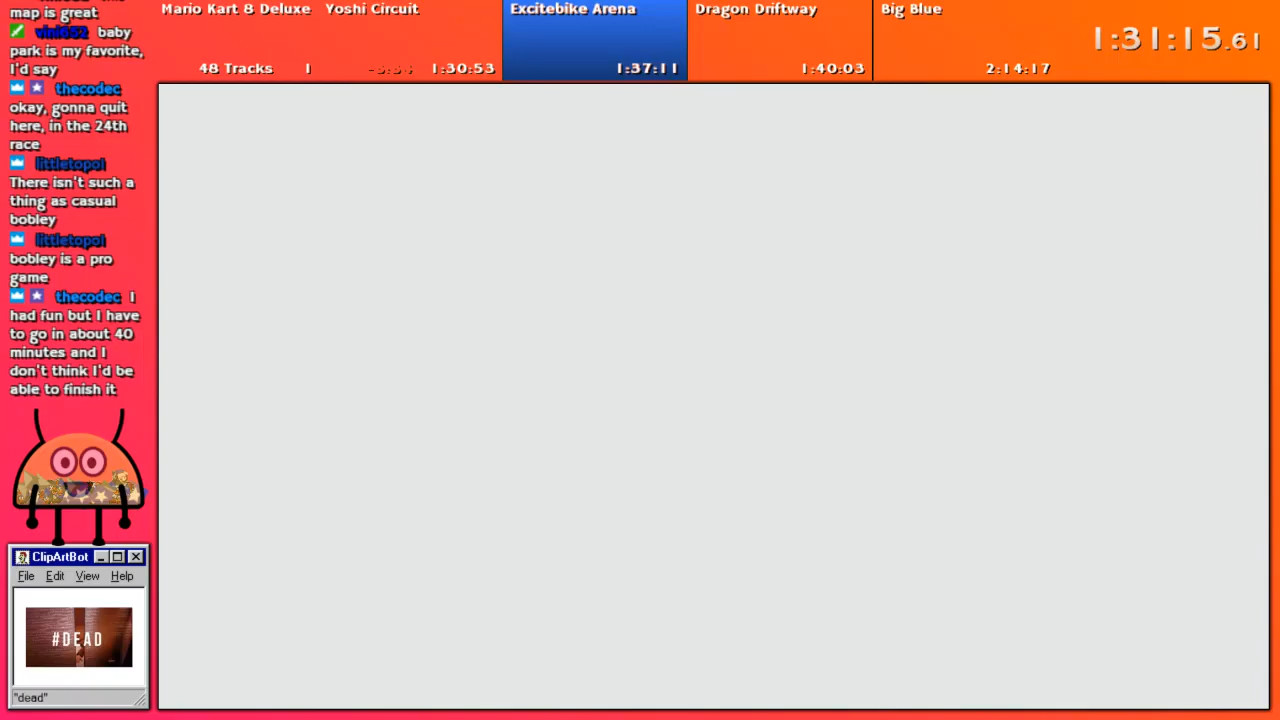 map is great
vini652 baby
park is my favorite,
I'd say
thecodec
okay, gonna quit
here, in the 24th
race
littletopoi
There isn't such a
thing as casual
bobley
littletopoi
bobley is a pro
game
thecodec I
had fun but I have
to go in about 40
minutes and I
don't think I'd be
able to finish it
ClipArtBot
File Edit View Help
#DEAD
"dead"
Mario Kart 8 Deluxe
48 Tracks 1
Yoshi Circuit
1:30:53
Excitebike Arena
1:37:11
Dragon Driftway
1:40:03
Big Blue
2:14:17
1:31:15.61